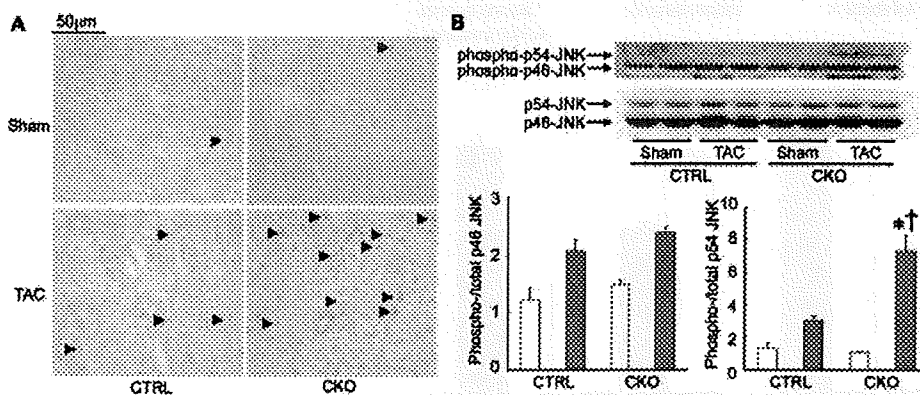 A
50μm
Sham
TAC
CTRL
CKO
B
phospho-p54-JNK
phospho-p46-JNK
p54-JNK
p46-JNK
Sham TAC Sham TAC
CTRL CKO
Phospho-/total p46 JNK
3
2
1
0
CTRL CKO
Phospho-/total p54 JNK
10
8
6
4
2
0
*†
CTRL CKO